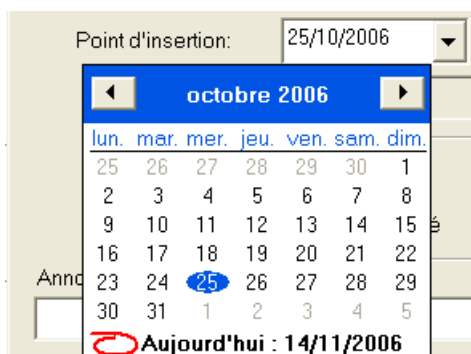 Point d'insertion: 25/10/2006
octobre 2006
lun. mar. mer. jeu. ven. sam. dim.
25 26 27 28 29 30 1
2 3 4 5 6 7 8
9 10 11 12 13 14 15 é
16 17 18 19 20 21 22
Anno 23 24 25 26 27 28 29
30 31 1 2 3 4 5
Aujourd'hui : 14/11/2006